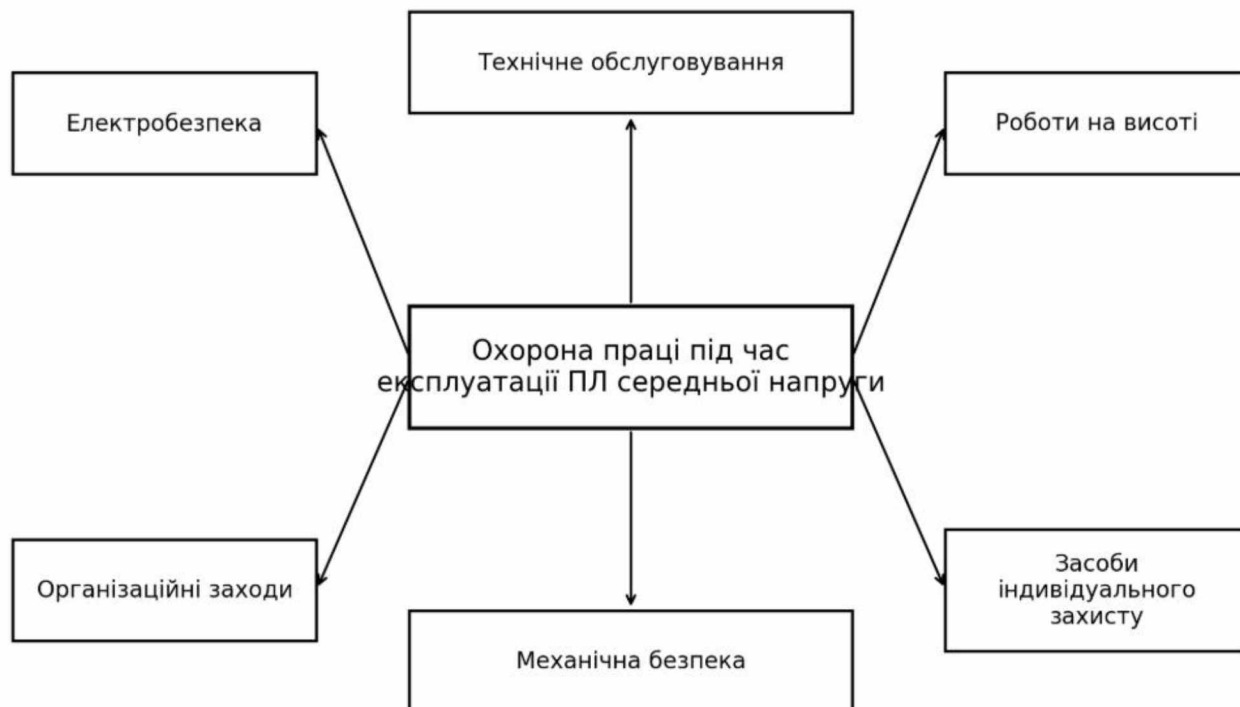 Технічне обслуговування
Електробезпека
Роботи на висоті
Охорона праці під час
експлуатації ПЛ середньої напруги
Організаційні заходи
Засоби
індивідуального
захисту
Механічна безпека